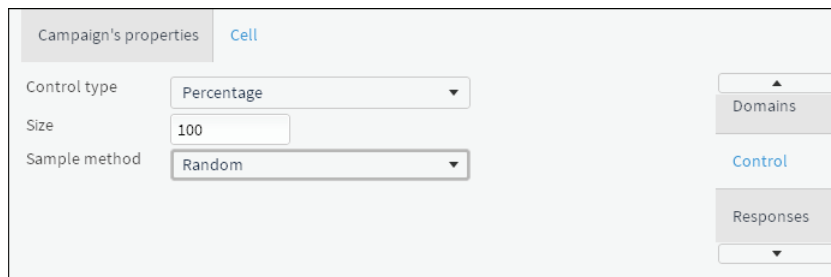 Campaign's properties Cell
Control type Percentage
Size 100
Sample method Random
Domains
Control
Responses